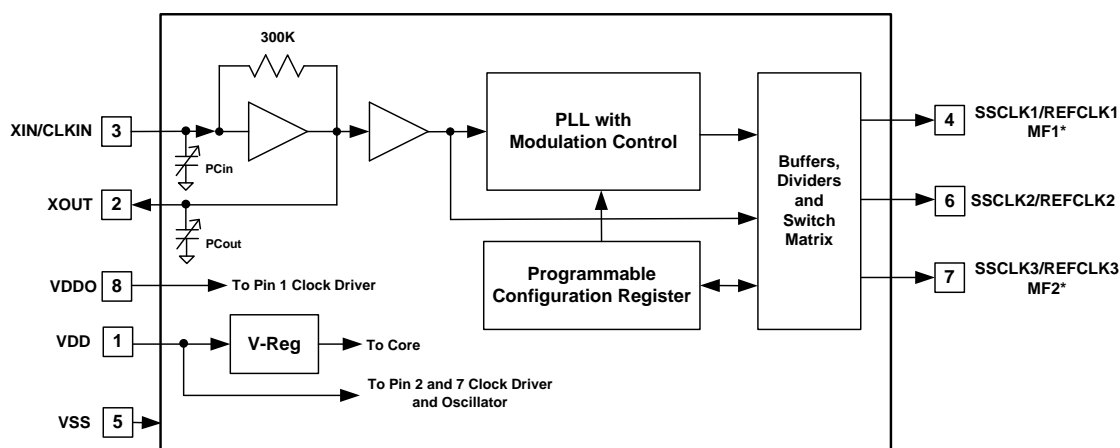 300K
XIN/CLKIN 3
PCin
XOUT 2
PCout
VDDO 8
To Pin 1 Clock Driver
VDD 1
V-Reg
To Core
To Pin 2 and 7 Clock Driver
and Oscillator
VSS 5
PLL with
Modulation Control
Programmable
Configuration Register
Buffers,
Dividers
and
Switch
Matrix
4 SSCLK1/REFCLK1
MF1*
6 SSCLK2/REFCLK2
7 SSCLK3/REFCLK3
MF2*